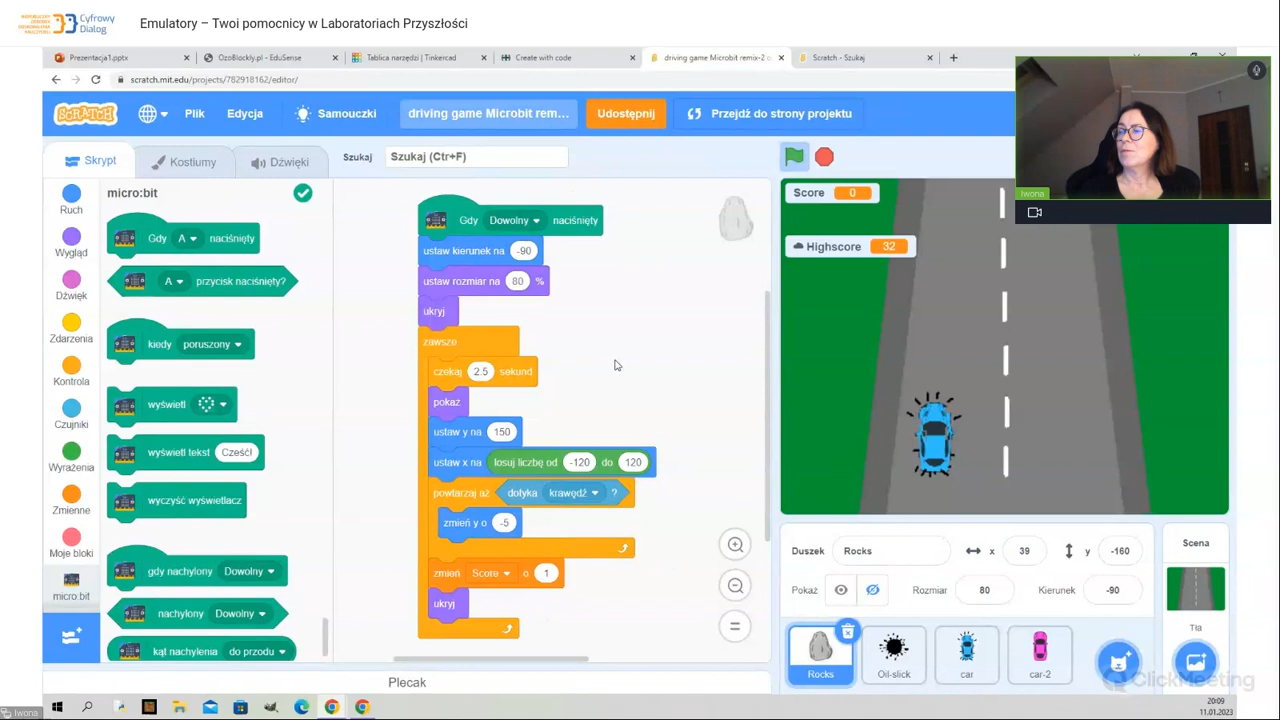 Cyfrowy Dialog
Emulatory – Twoi pomocnicy w Laboratoriach Przyszłości
Prezentacja1.pptx
OzoBlockly.pl - EduSense
Tablica narzędzi | Tinkercad
Create with code
driving game Microbit remix-2 o
Scratch - Szukaj
scratch.mit.edu/projects/782918162/editor/
SCRATCH
Plik
Edycja
Samouczki
driving game Microbit rem...
Udostępnij
Przejdź do strony projektu
Iwona
Skrypt
Kostiumy
Dźwięki
Szukaj
Szukaj (Ctr+F)
micro:bit
Ruch
Wygląd
Dźwięk
Zdarzenia
Kontrola
Czujniki
Wyrażenia
Zmienne
Moje bloki
micro:bit
Gdy A naciśnięty
A przycisk naciśnięty?
kiedy poruszony
wyświetl
wyświetl tekst Cześć!
wyczyść wyświetlacz
gdy nachylony Dowolny
nachylony Dowolny
kąt nachylenia do przodu
Gdy Dowolny naciśnięty
ustaw kierunek na -90
ustaw rozmiar na 80 %
ukryj
zawsze
czekaj 2.5 sekund
pokaż
ustaw y na 150
ustaw x na losuj liczbę od -120 do 120
powtarzaj aż dotyka krawędź ?
zmień y o -5
zmień Score o 1
ukryj
Score 0
Highscore 32
Duszek Rocks x 39 y -160
Pokaż Rozmiar 80 Kierunek -90
Rocks
Oil-slick
car
car-2
Scena
Tła
Plecak
ClickMeeting
Iwona
20:09
11.01.2023